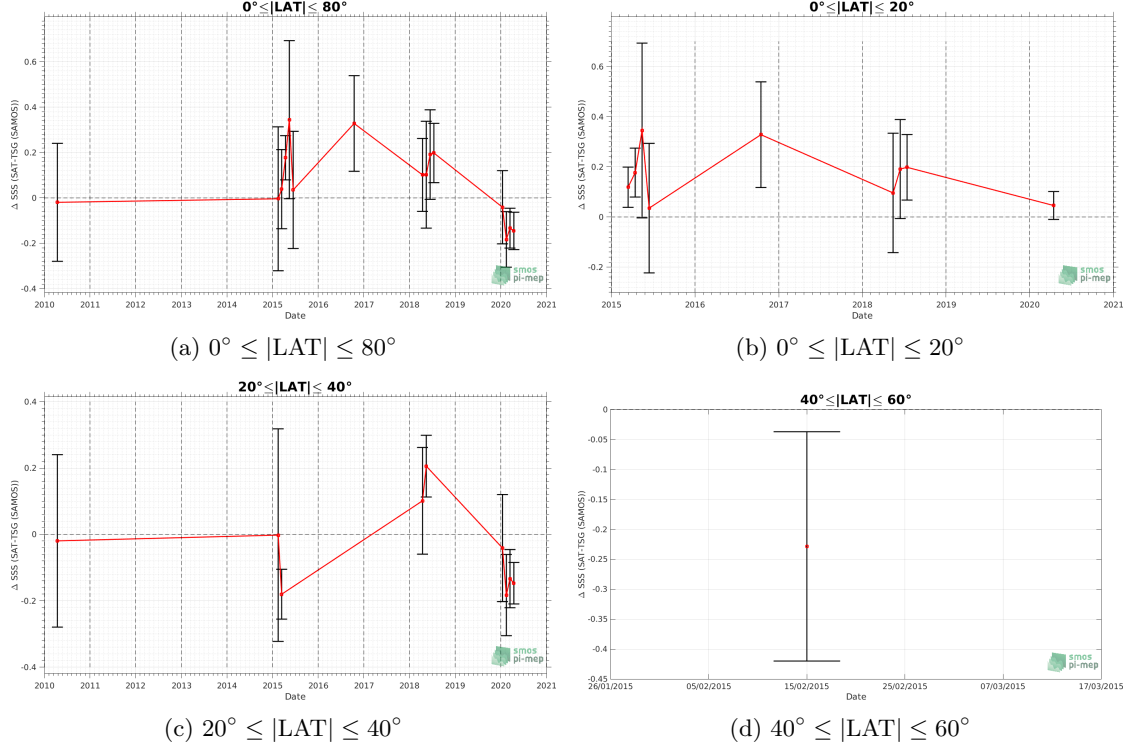 0°≤|LAT|≤ 80°
Δ SSS (SAT-TSG (SAMOS))
0.6
0.4
0.2
0
-0.2
-0.4
2010 2011 2012 2013 2014 2015 2016 2017 2018 2019 2020 2021
Date
smos
pi-mep
(a) 0° ≤ |LAT| ≤ 80°
0°≤|LAT|≤ 20°
Δ SSS (SAT-TSG (SAMOS))
0.6
0.4
0.2
0
-0.2
2015 2016 2017 2018 2019 2020 2021
Date
smos
pi-mep
(b) 0° ≤ |LAT| ≤ 20°
20°≤|LAT|≤ 40°
Δ SSS (SAT-TSG (SAMOS))
0.4
0.2
0
-0.2
-0.4
2010 2011 2012 2013 2014 2015 2016 2017 2018 2019 2020 2021
Date
smos
pi-mep
(c) 20° ≤ |LAT| ≤ 40°
40°≤|LAT|≤ 60°
Δ SSS (SAT-TSG (SAMOS))
0
-0.05
-0.1
-0.15
-0.2
-0.25
-0.3
-0.35
-0.4
-0.45
26/01/2015 05/02/2015 15/02/2015 25/02/2015 07/03/2015 17/03/2015
Date
smos
pi-mep
(d) 40° ≤ |LAT| ≤ 60°